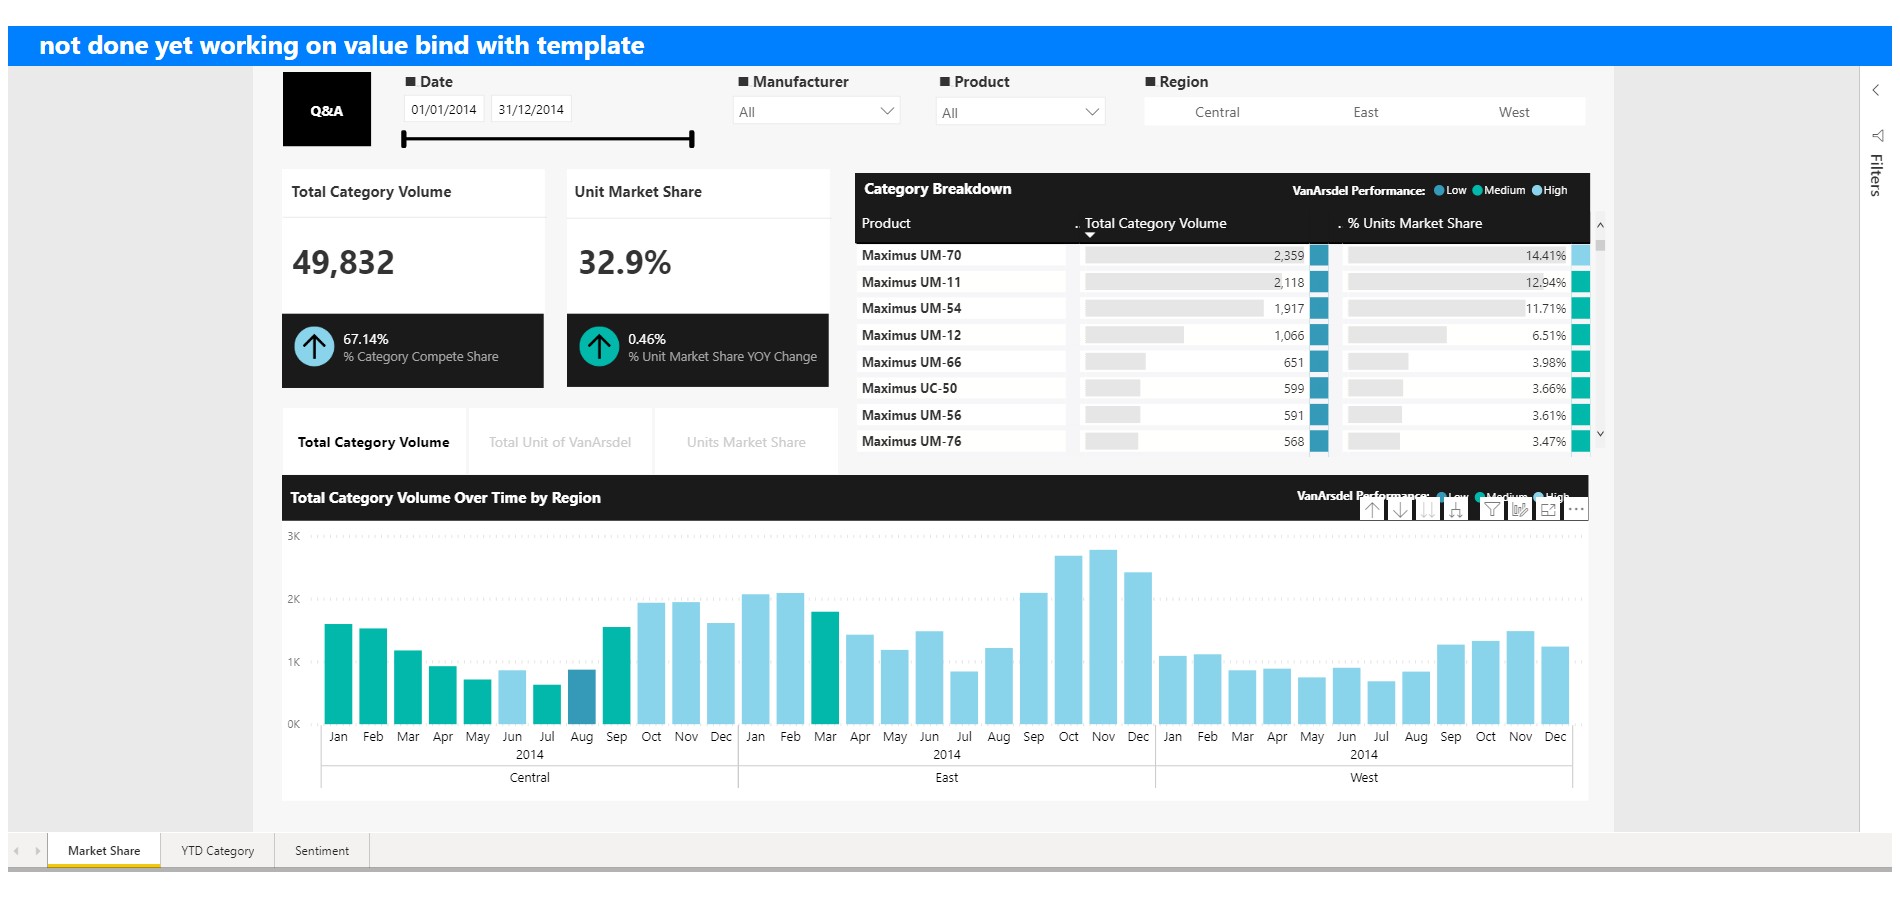 not done yet working on value bind with template
Q&A
Date
01/01/2014 31/12/2014
Manufacturer
All
Product
All
Region
Central East West
Filters
Total Category Volume
49,832
67.14%
% Category Compete Share
Unit Market Share
32.9%
0.46%
% Unit Market Share YOY Change
Category Breakdown VanArsdel Performance: Low Medium High
Product .. Total Category Volume . % Units Market Share
Maximus UM-70 2,359 14.41%
Maximus UM-11 2,118 12.94%
Maximus UM-54 1,917 11.71%
Maximus UM-12 1,066 6.51%
Maximus UM-66 651 3.98%
Maximus UC-50 599 3.66%
Maximus UM-56 591 3.61%
Maximus UM-76 568 3.47%
Total Category Volume Total Unit of VanArsdel Units Market Share
Total Category Volume Over Time by Region VanArsdel Performance: Low Medium High
3K
2K
1K
0K
Jan Feb Mar Apr May Jun Jul Aug Sep Oct Nov Dec Jan Feb Mar Apr May Jun Jul Aug Sep Oct Nov Dec Jan Feb Mar Apr May Jun Jul Aug Sep Oct Nov Dec
2014 2014 2014
Central East West
Market Share YTD Category Sentiment